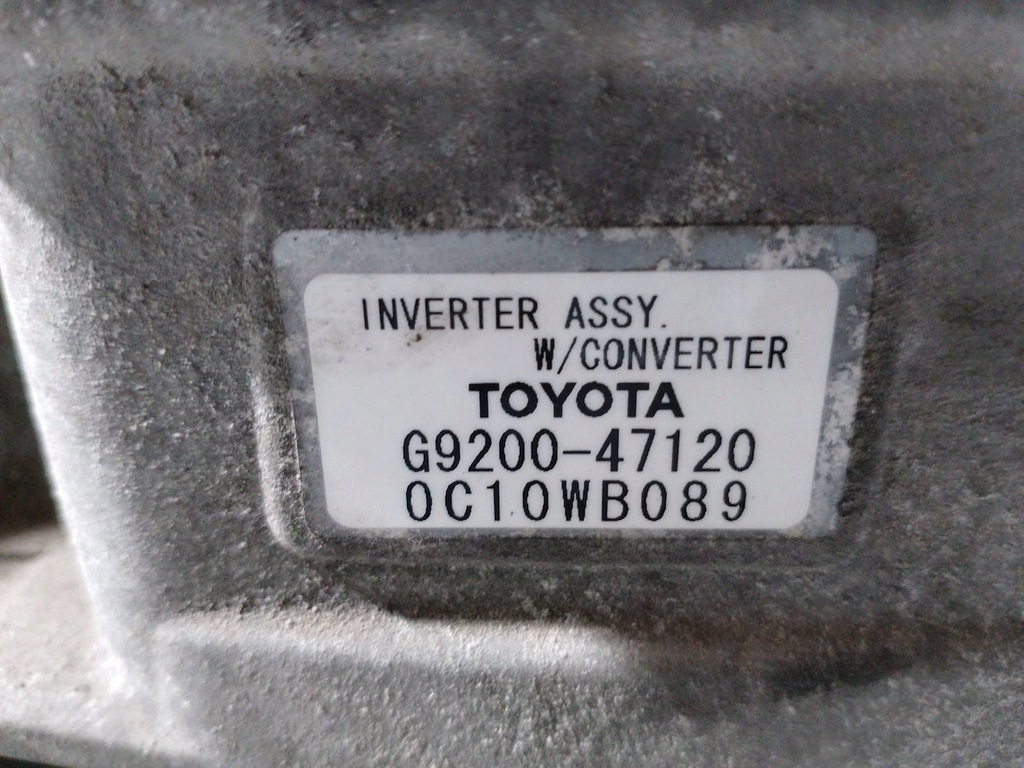 INVERTER ASSY.
W/CONVERTER
TOYOTA
G9200-47120
0C10WB089